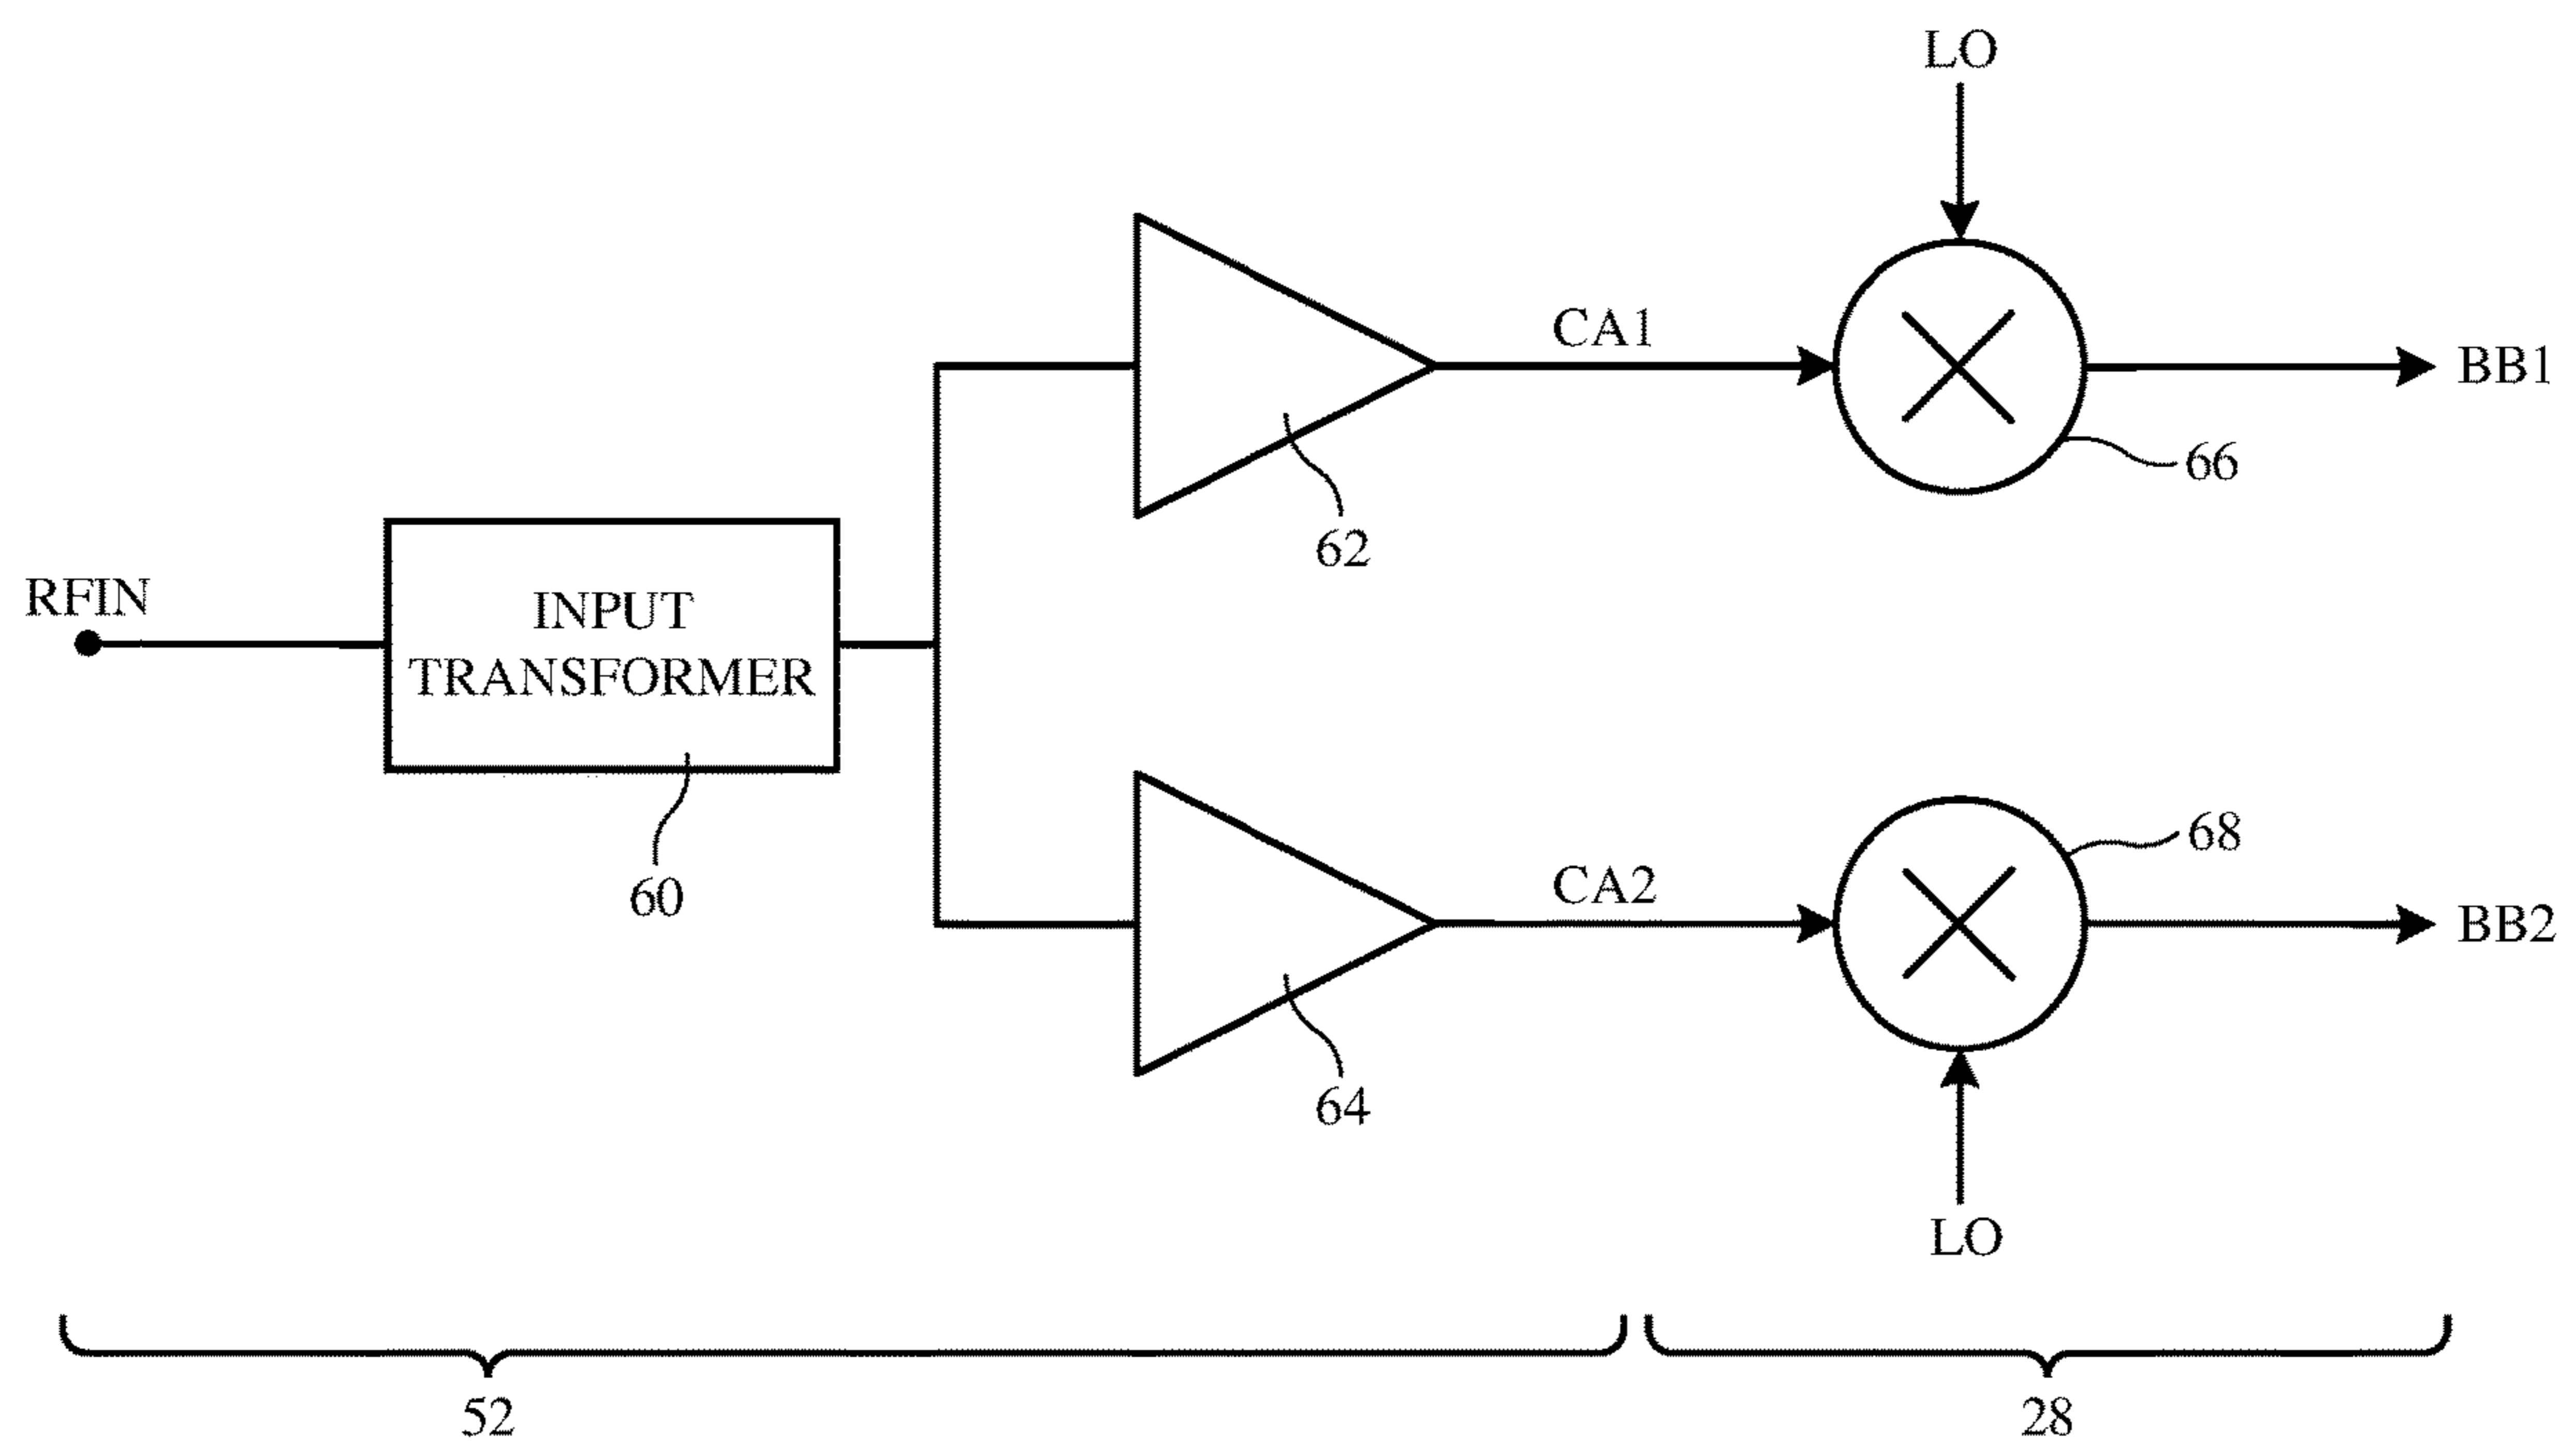 LO
CA1
BB1
66
62
RFIN
INPUT
TRANSFORMER
60
CA2
68
BB2
64
LO
52
28